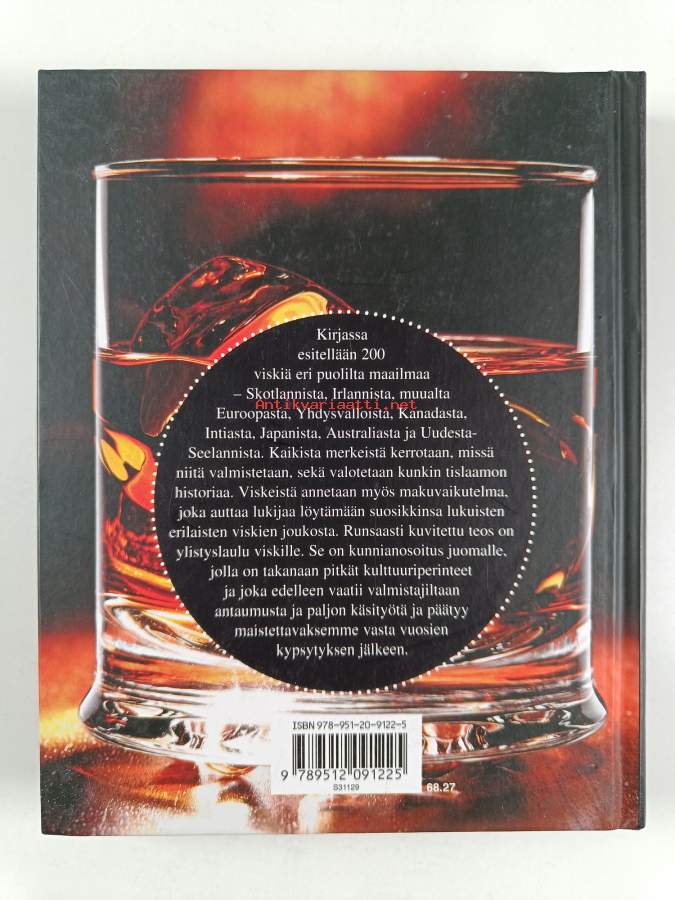 Kirjassa
esitellään 200
viskiä eri puolilta maailmaa
– Skotlannista, Irlannista, muualta
Antikvariaatti.net
Euroopasta, Yhdysvalloista, Kanadasta,
Intiasta, Japanista, Australiasta ja Uudesta-
Seelannista. Kaikista merkeistä kerrotaan, missä
niitä valmistetaan, sekä valotetaan kunkin tislaamon
historiaa. Viskeistä annetaan myös makuvaikutelma,
joka auttaa lukijaa löytämään suosikkinsa lukuisten
erilaisten viskien joukosta. Runsaasti kuvitettu teos on
ylistyslaulu viskille. Se on kunnianosoitus juomalle,
jolla on takanaan pitkät kulttuuriperinteet
ja joka edelleen vaatii valmistajiltaan
antaumusta ja paljon käsityötä ja päätyy
maistettavaksemme vasta vuosien
kypsytyksen jälkeen.
ISBN 978-951-20-9122-5
9 789512 091225
S31129
68.27